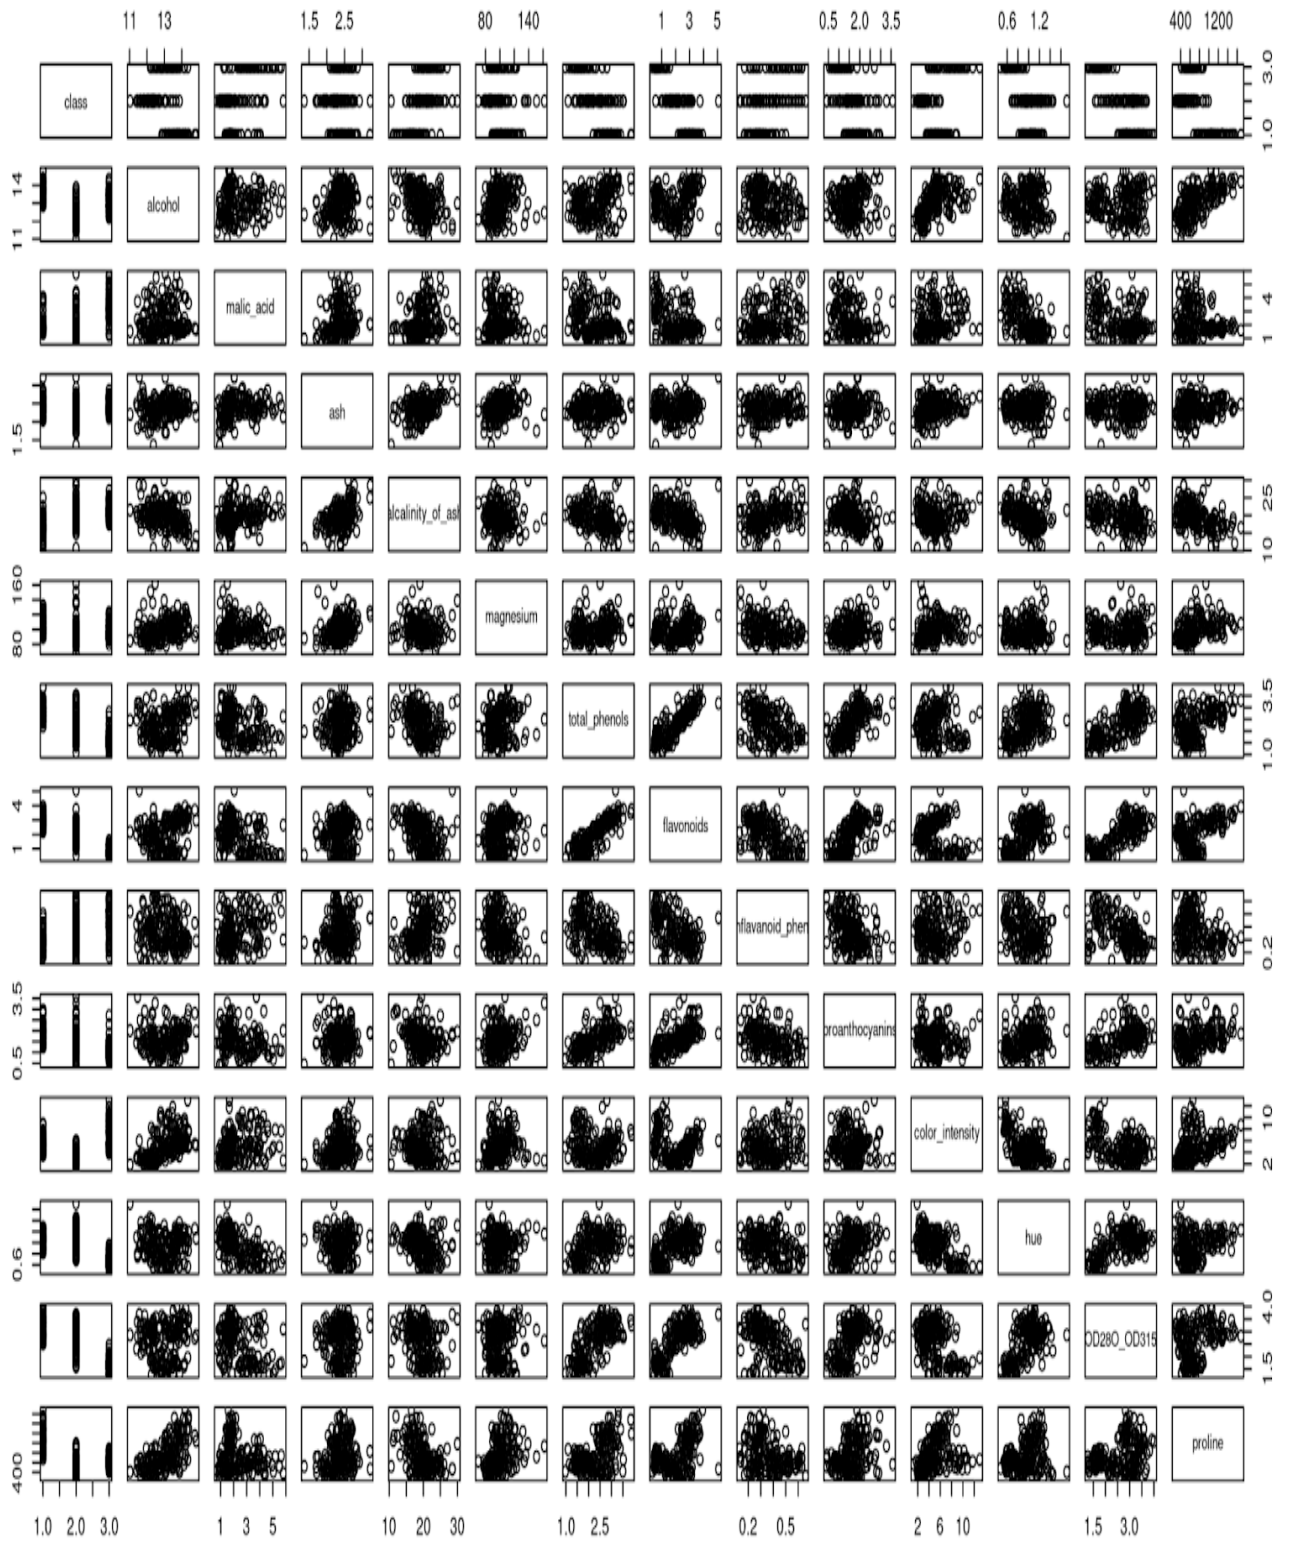 11 13 1.5 2.5 80 140 1 3 5 0.5 2.0 3.5 0.6 1.2 400 1200
class
1.0 3.0
alcohol
11 14
malic_acid
1 4
ash
1.5
alcalinity_of_ash
10 25
magnesium
80 160
total_phenols
1.0 3.5
flavonoids
1 4
nflavanoid_phen
0.2
proanthocyanins
0.5 3.5
color_intensity
2 10
hue
0.6
OD280_OD315
1.5 4.0
proline
400
1.0 2.0 3.0 1 3 5 10 20 30 1.0 2.5 0.2 0.5 2 6 10 1.5 3.0